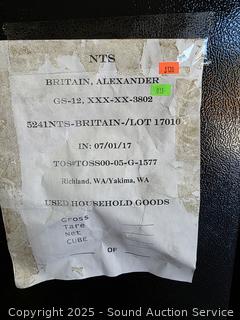 NTS
BRITAIN, ALEXANDER
GS-12, XXX-XX-3802
5241NTS-BRITAIN-/LOT 17010
IN: 07/01/17
TOS#TOSS00-05-G-1577
Richland, WA/Yakima, WA
USED HOUSEHOLD GOODS
Gross
Tare
Net
CUBE
OF
Copyright © 2025 - Sound Auction Service